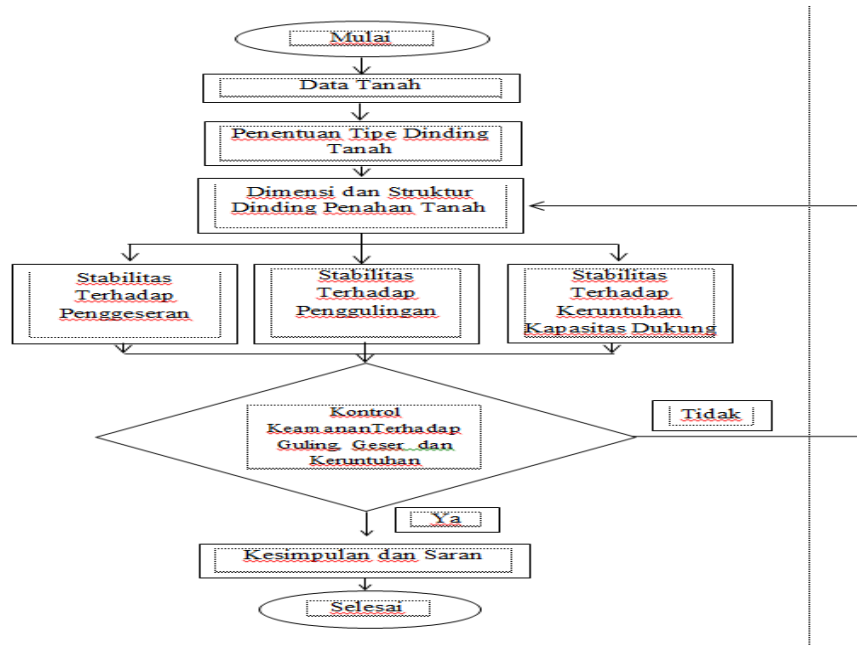 Mulai
Data Tanah
Penentuan Tipe Dinding
Tanah
Dimensi dan Struktur
Dinding Penahan Tanah
Stabilitas
Terhadap
Penggeseran
Stabilitas
Terhadap
Penggulingan
Stabilitas
Terhadap
Keruntuhan
Kapasitas Dukung
Kontrol
KeamananTerhadap
Guling, Geser dan
Keruntuhan
Tidak
Ya
Kesimpulan dan Saran
Selesai